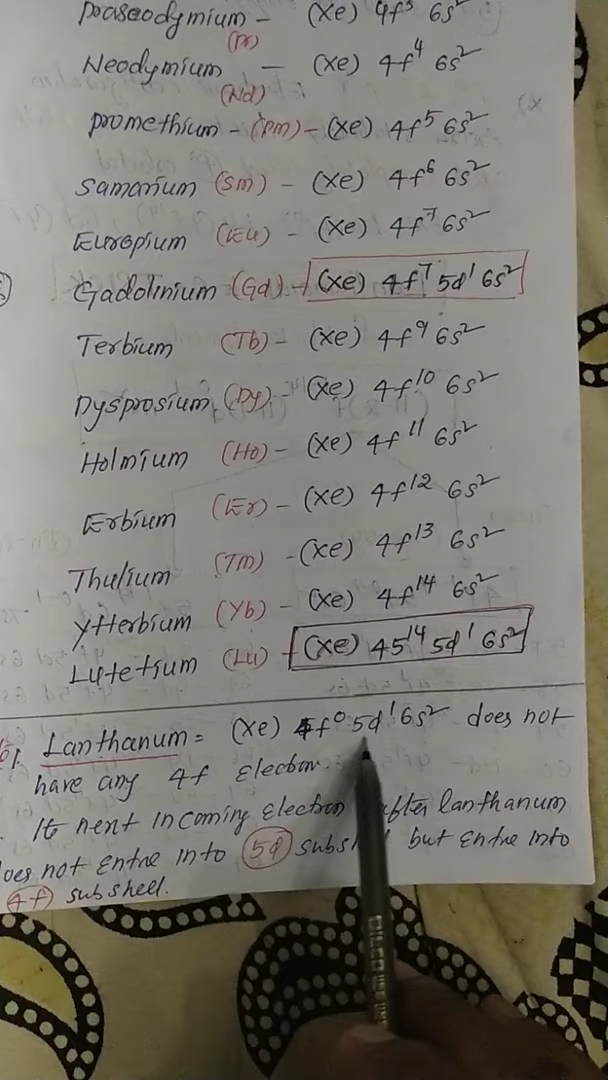 Praseodymium - (Xe) 4f³ 6s²
(Pr)
Neodymium - (Xe) 4f⁴ 6s²
(Nd)
promethium - (pm) - (Xe) 4f⁵ 6s²
Samarium (Sm) - (Xe) 4f⁶ 6s²
Europium (Eu) - (Xe) 4f⁷ 6s²
Gadolinium (Gd) - (Xe) 4f⁷ 5d¹ 6s²
Terbium (Tb) - (Xe) 4f⁹ 6s²
Dysprosium (Dy) - (Xe) 4f¹⁰ 6s²
Holmium (Ho) - (Xe) 4f¹¹ 6s²
Erbium (Er) - (Xe) 4f¹² 6s²
Thulium (Tm) - (Xe) 4f¹³ 6s²
Ytterbium (Yb) - (Xe) 4f¹⁴ 6s²
Lutetium (Lu) - (Xe) 45¹⁴ 5d¹ 6s²
Lanthanum = (Xe) 4f⁰ 5d¹ 6s² does not
have any 4f Electron
Its next incoming Electron after lanthanum
oes not Entre into 5d subshell but Entre into
4f subshell.